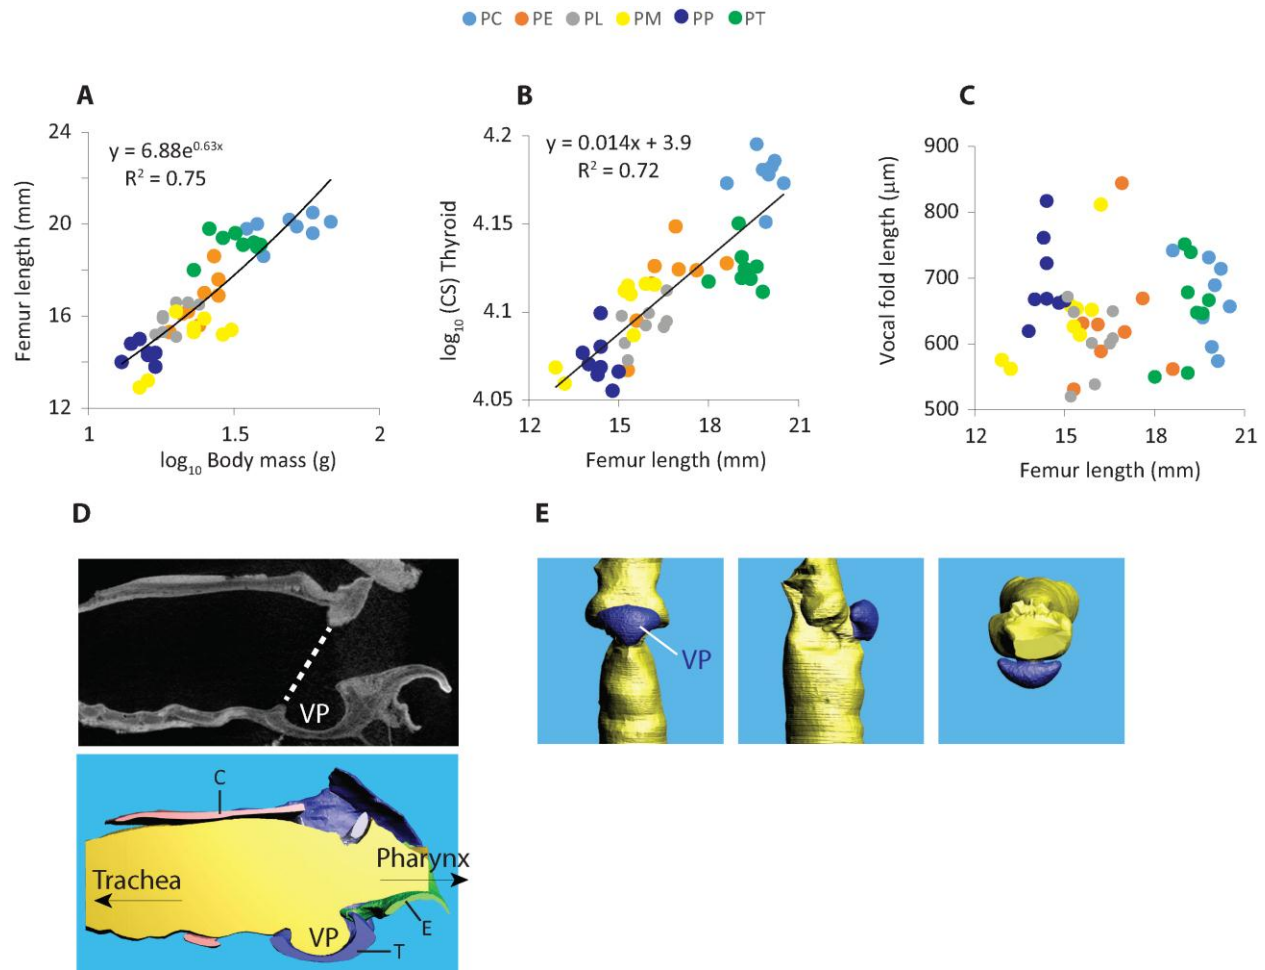 PC PE PL PM PP PT
A
y = 6.88e^0.63x
R² = 0.75
24
20
16
12
1 1.5 2
Femur length (mm)
log₁₀ Body mass (g)
B
y = 0.014x + 3.9
R² = 0.72
4.2
4.15
4.1
4.05
12 15 18 21
log₁₀ (CS) Thyroid
Femur length (mm)
C
900
800
700
600
500
12 15 18 21
Vocal fold length (μm)
Femur length (mm)
D
VP
C
Trachea
Pharynx
VP
E
T
E
VP